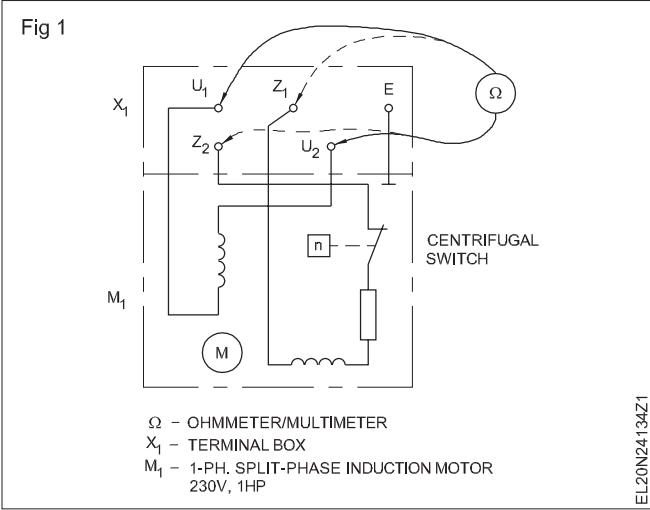 Fig 1
U1
Z1
E
Ω
X1
Z2
U2
n
CENTRIFUGAL
SWITCH
M1
M
Ω – OHMMETER/MULTIMETER
X1 – TERMINAL BOX
M1 – 1-PH. SPLIT-PHASE INDUCTION MOTOR
230V, 1HP
EL20N24134Z1